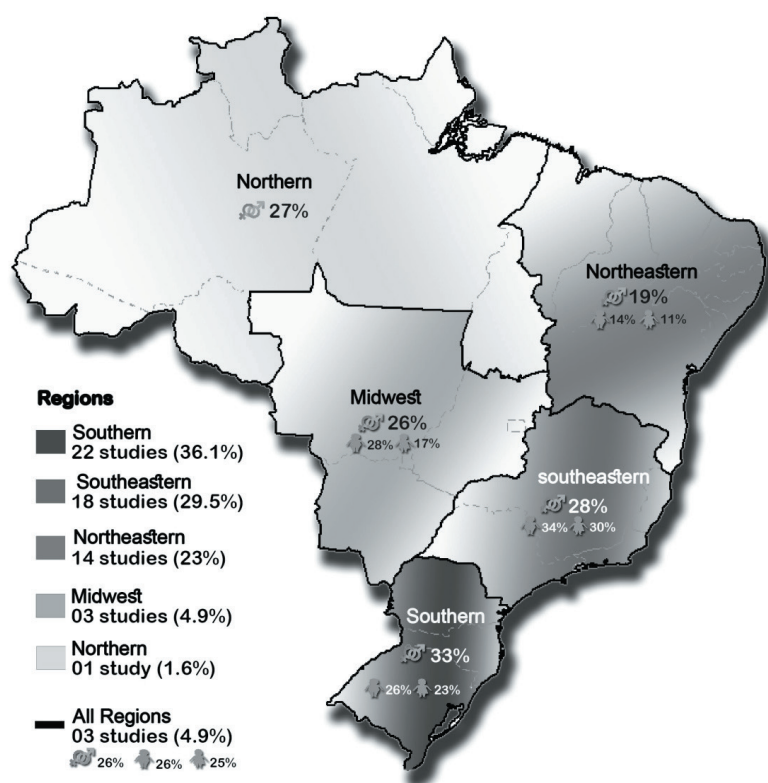 Northern
27%
Northeastern
19%
14% 11%
Midwest
26%
28% 17%
southeastern
28%
34% 30%
Southern
33%
26% 23%
Regions
Southern
22 studies (36.1%)
Southeastern
18 studies (29.5%)
Northeastern
14 studies (23%)
Midwest
03 studies (4.9%)
Northern
01 study (1.6%)
All Regions
03 studies (4.9%)
26% 26% 25%